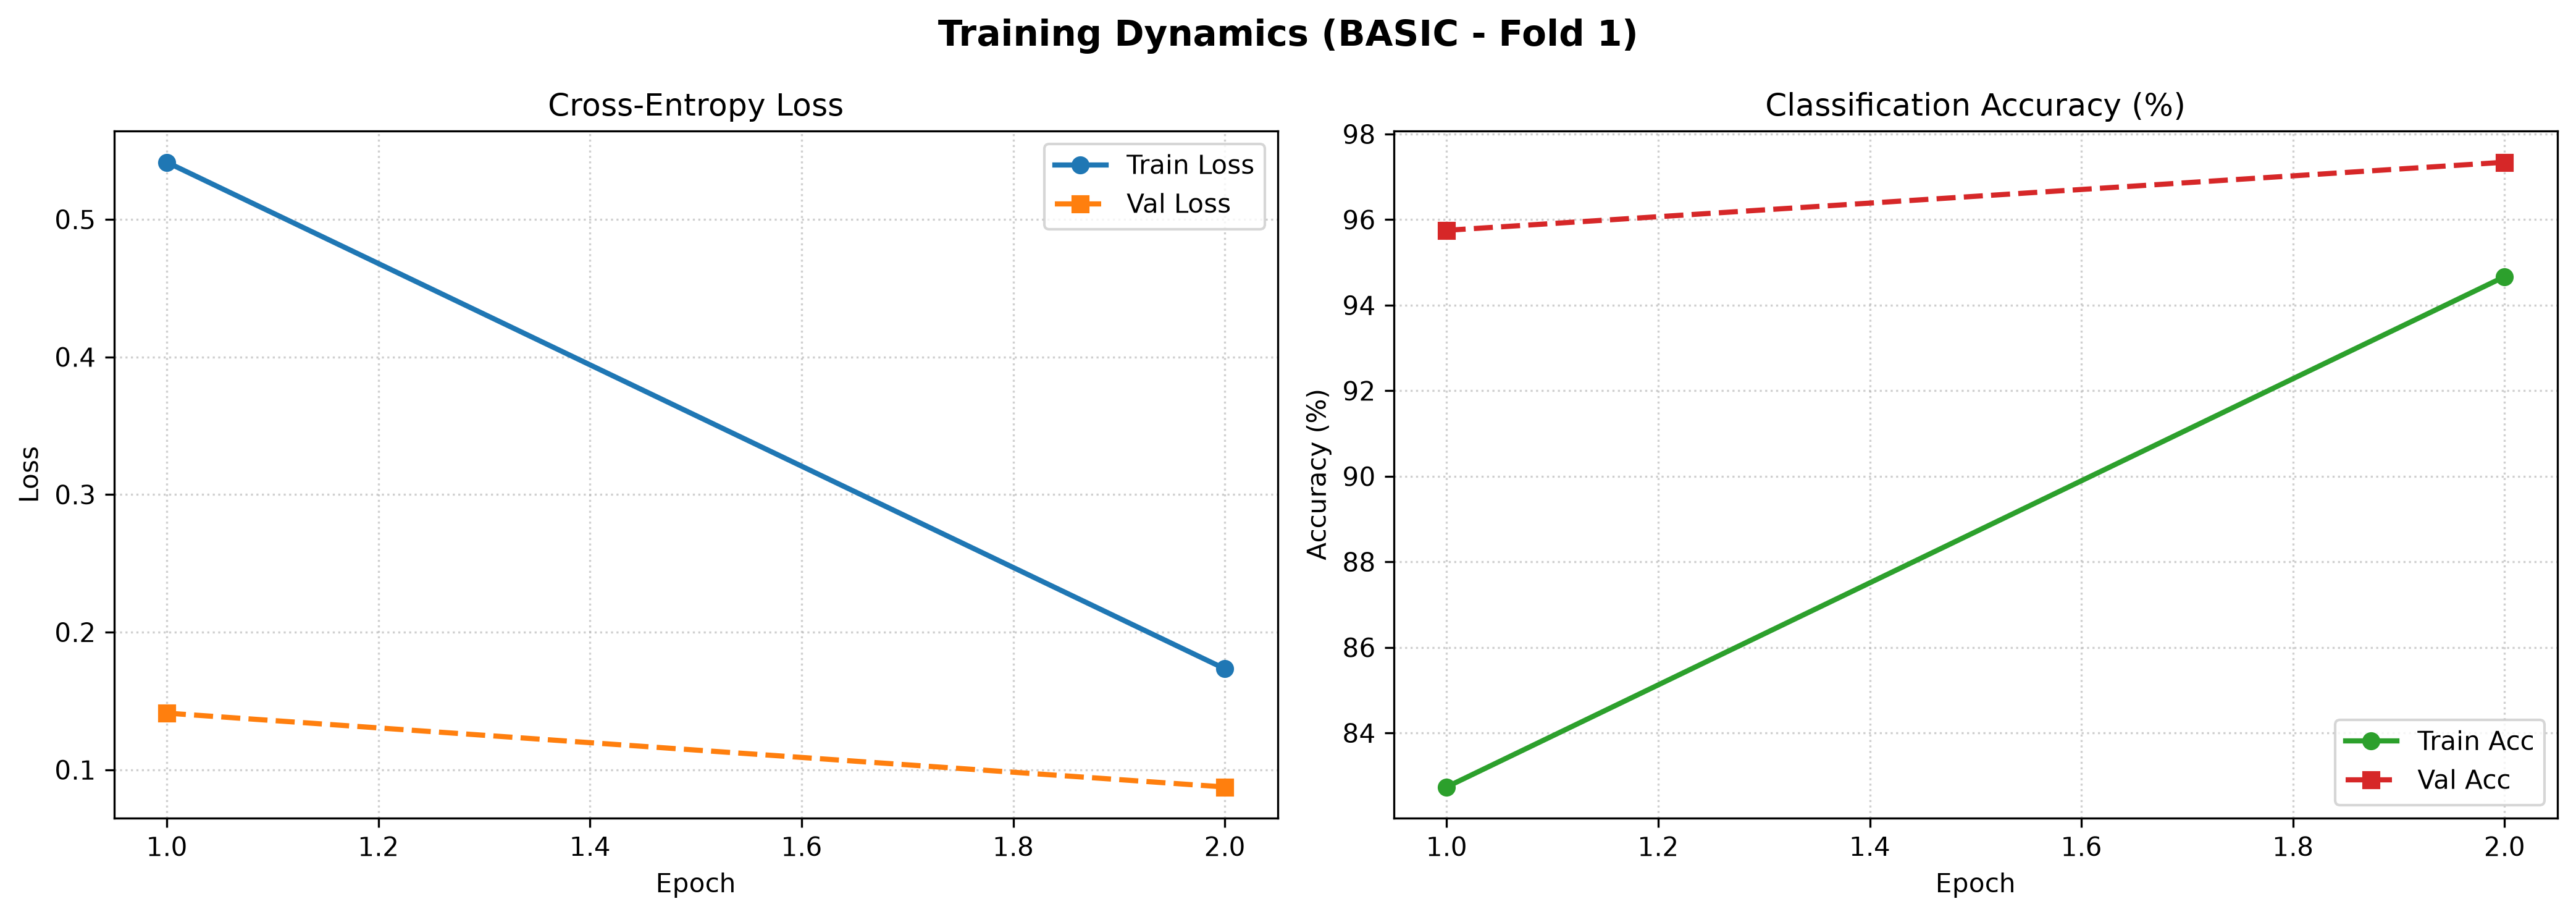 Training Dynamics (BASIC - Fold 1)
Cross-Entropy Loss
Train Loss
Val Loss
0.5
0.4
0.3
0.2
0.1
Loss
1.0 1.2 1.4 1.6 1.8 2.0
Epoch
Classification Accuracy (%)
98
96
94
92
90
88
86
84
Accuracy (%)
Train Acc
Val Acc
1.0 1.2 1.4 1.6 1.8 2.0
Epoch